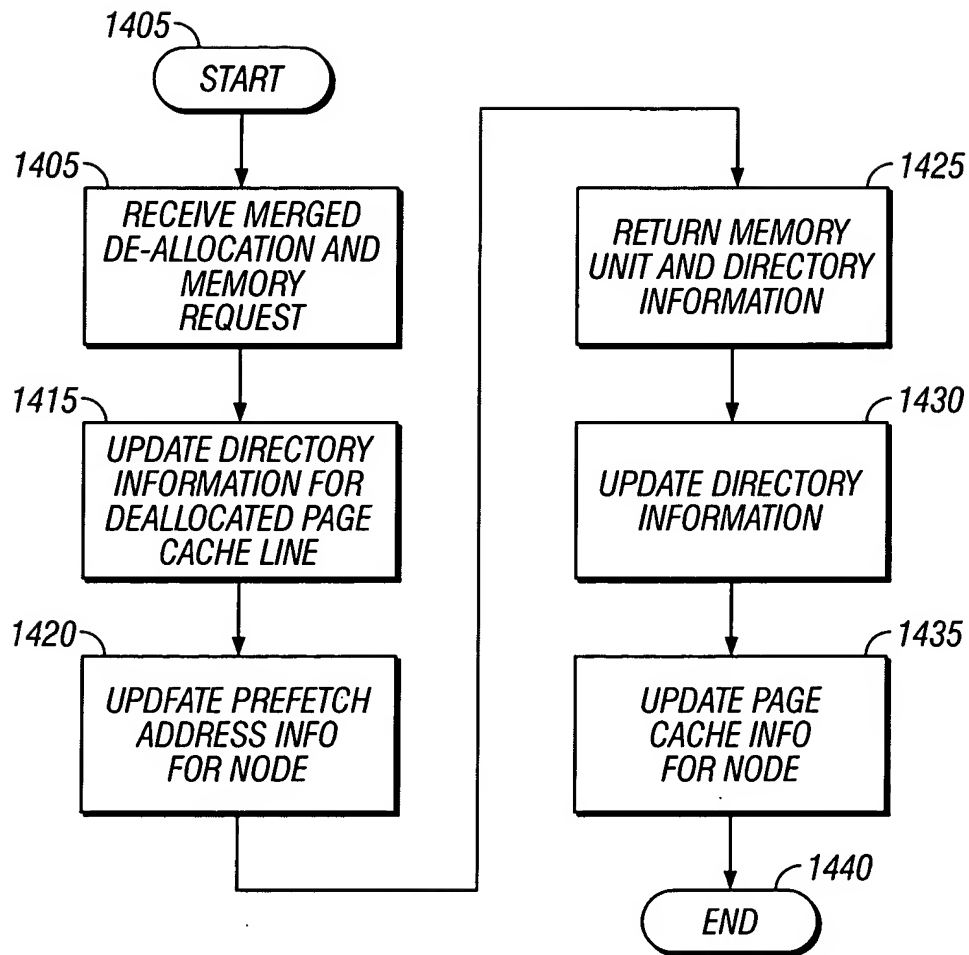 1405
START
1405
RECEIVE MERGED
DE-ALLOCATION AND
MEMORY
REQUEST
1415
UPDATE DIRECTORY
INFORMATION FOR
DEALLOCATED PAGE
CACHE LINE
1420
UPDFATE PREFETCH
ADDRESS INFO
FOR NODE
1425
RETURN MEMORY
UNIT AND DIRECTORY
INFORMATION
1430
UPDATE DIRECTORY
INFORMATION
1435
UPDATE PAGE
CACHE INFO
FOR NODE
1440
END